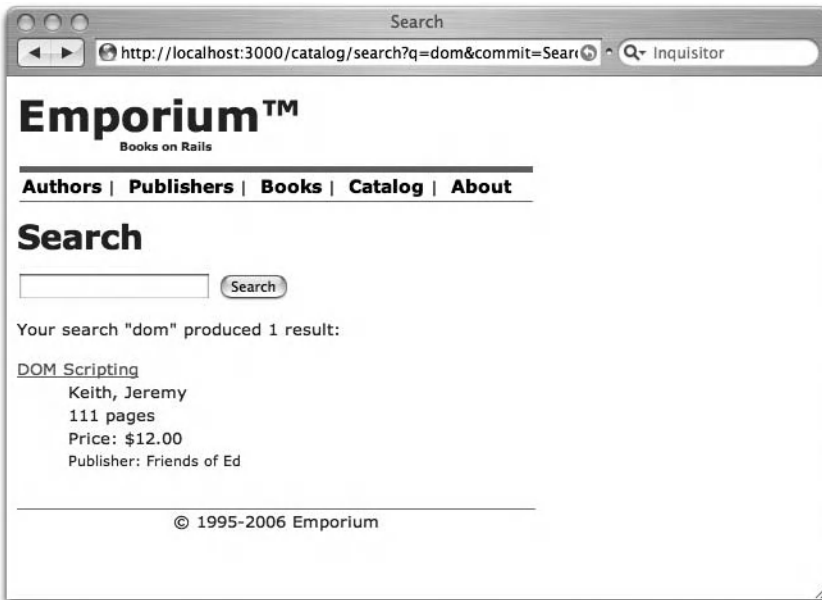 Search
http://localhost:3000/catalog/search?q=dom&commit=Sear
Inquisitor
Emporium™
Books on Rails
Authors | Publishers | Books | Catalog | About
Search
Search
Your search "dom" produced 1 result:
DOM Scripting
Keith, Jeremy
111 pages
Price: $12.00
Publisher: Friends of Ed
© 1995-2006 Emporium